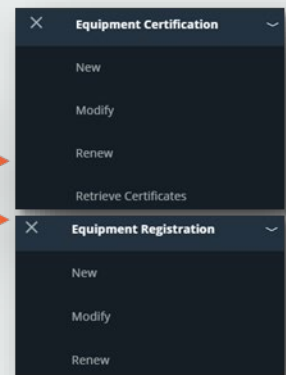 Equipment Certification
New
Modify
Renew
Retrieve Certificates
Equipment Registration
New
Modify
Renew